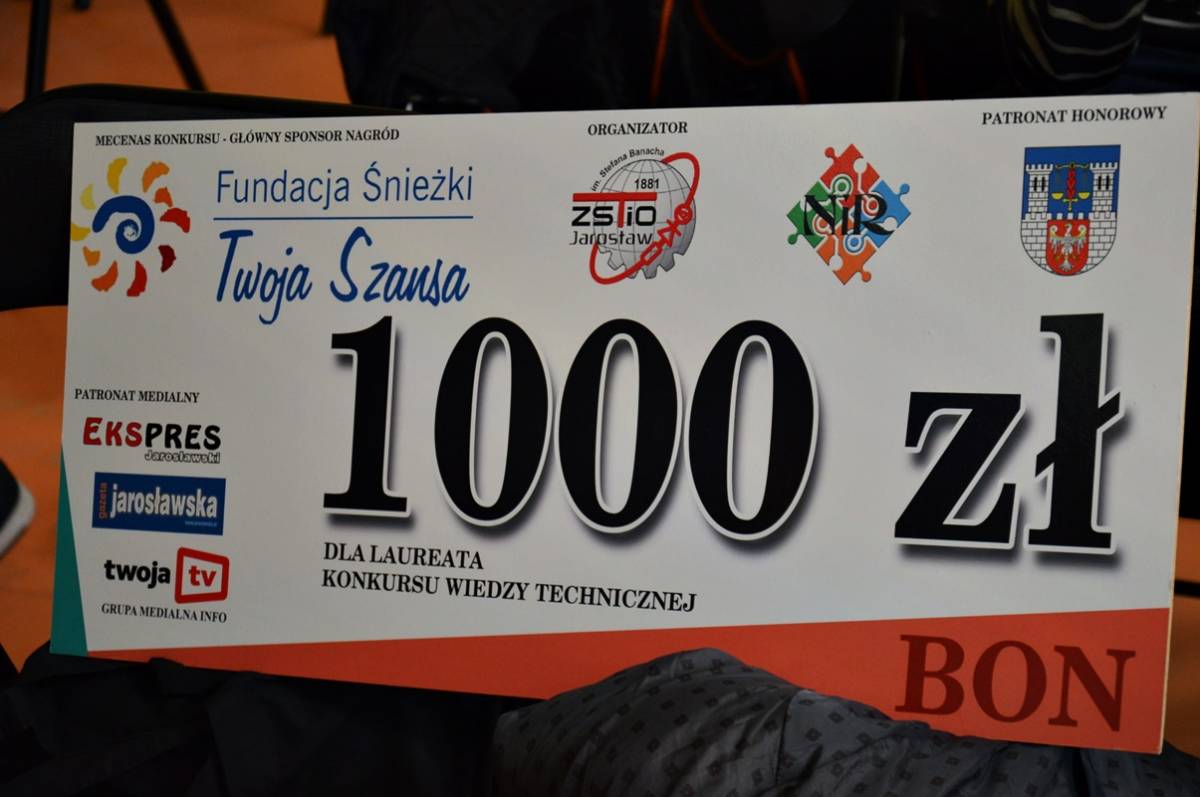 MECENAS KONKURSU - GŁÓWNY SPONSOR NAGRÓD
Fundacja Śnieżki
Twoja Szansa
ORGANIZATOR
im. Stefana Banacha
1881
ZSTiO
Jarosław
NiR
PATRONAT HONOROWY
1000 zł
PATRONAT MEDIALNY
EKSPRES
Jarosławski
gazeta
jarosławska
twoja tv
GRUPA MEDIALNA INFO
DLA LAUREATA
KONKURSU WIEDZY TECHNICZNEJ
BON